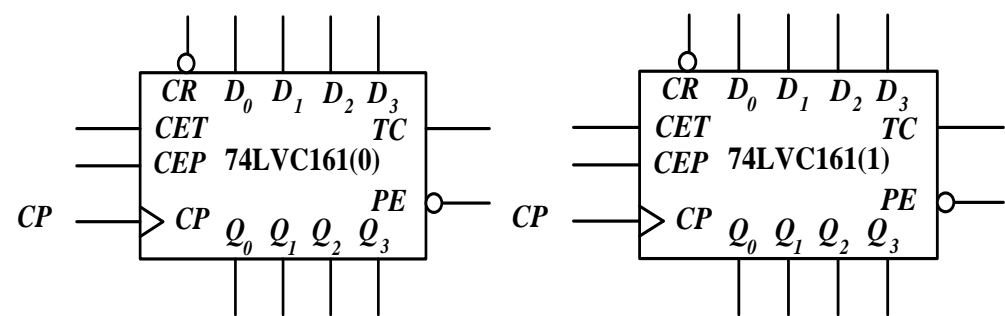 CR D0 D1 D2 D3
CET TC
CEP 74LVC161(0)
PE
CP CP
Q0 Q1 Q2 Q3
CR D0 D1 D2 D3
CET TC
CEP 74LVC161(1)
PE
CP CP
Q0 Q1 Q2 Q3